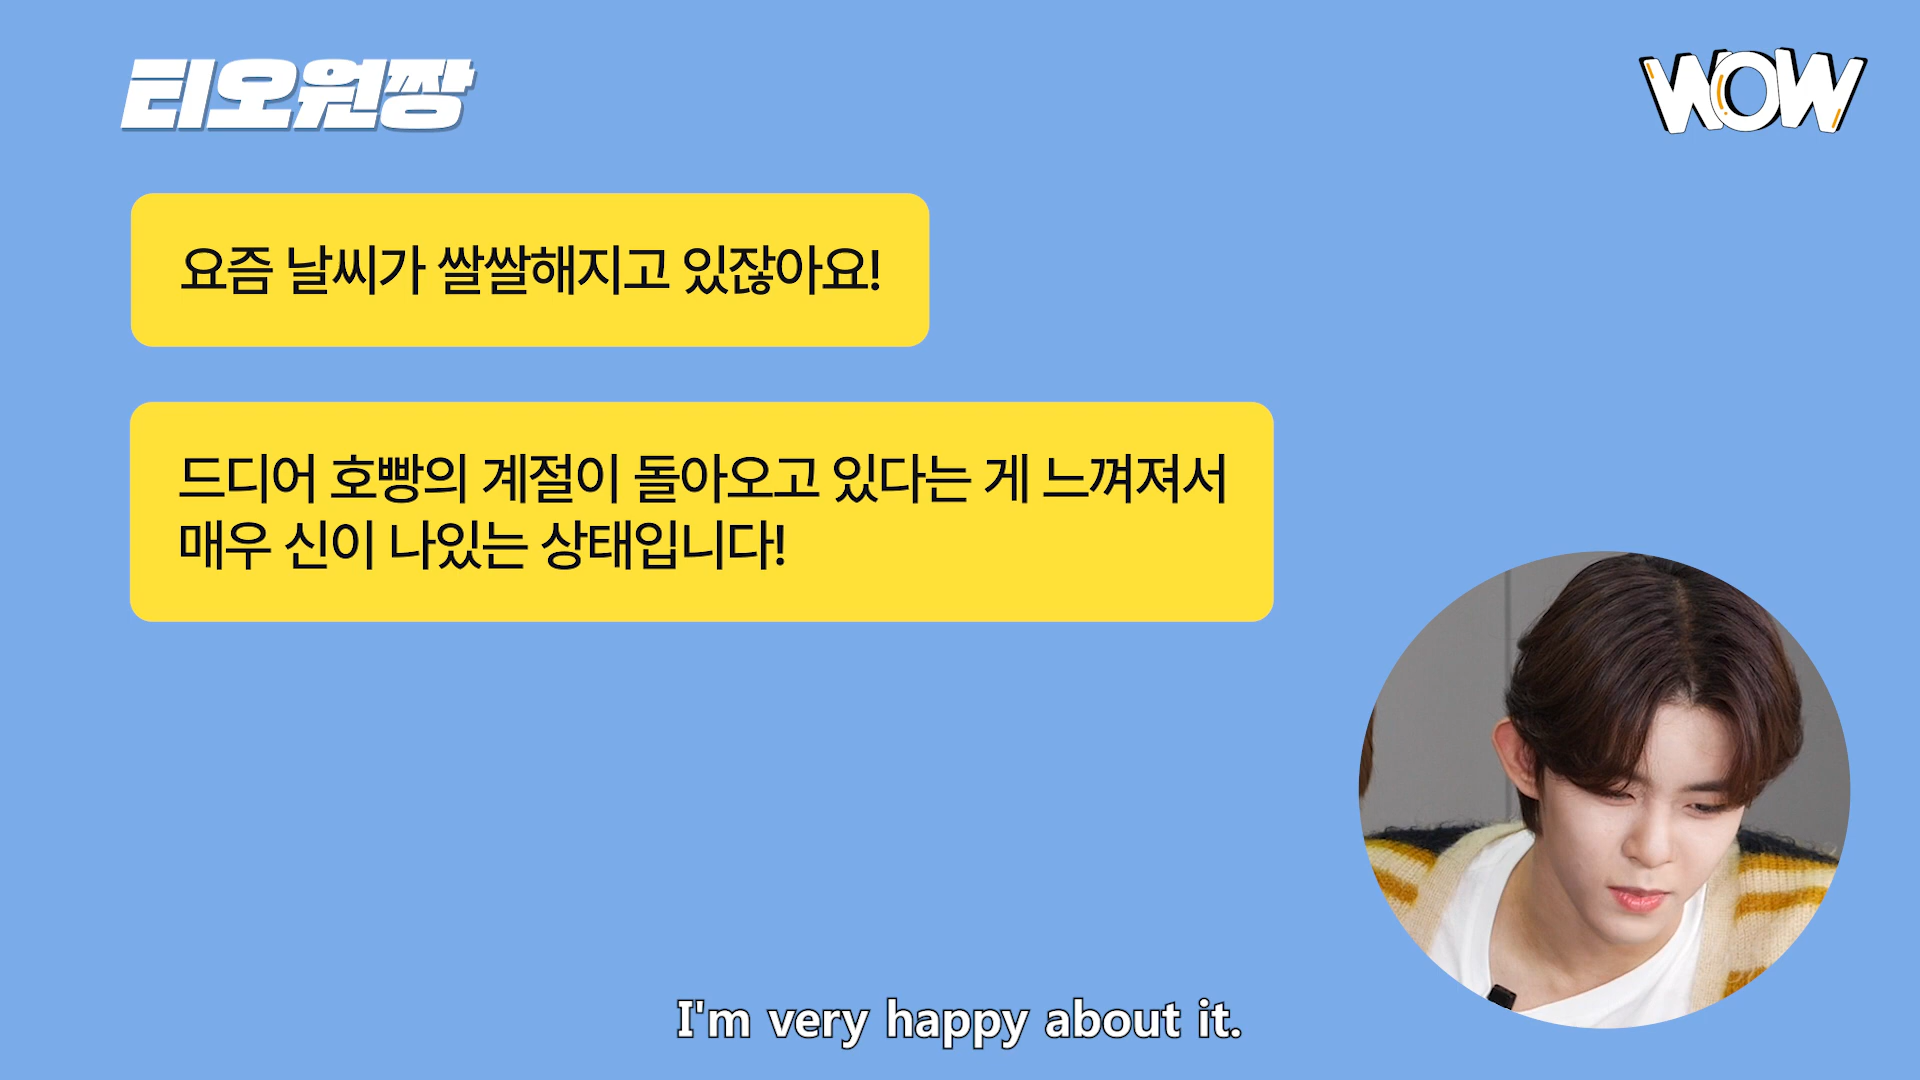 티오원짱
WOW
요즘 날씨가 쌀쌀해지고 있잖아요!
드디어 호빵의 계절이 돌아오고 있다는 게 느껴져서
매우 신이 나있는 상태입니다!
I'm very happy about it.